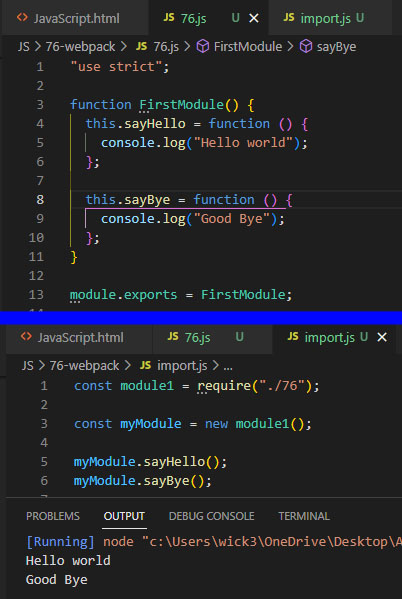 JavaScript.html JS 76.js U × JS import.js U
JS > 76-webpack > JS 76.js > FirstModule > sayBye
1 "use strict";
2
3 function FirstModule() {
4 this.sayHello = function () {
5 console.log("Hello world");
6 };
7
8 this.sayBye = function () {
9 console.log("Good Bye");
10 };
11 }
12
13 module.exports = FirstModule;
JavaScript.html JS 76.js U JS import.js U ×
JS > 76-webpack > JS import.js > ...
1 const module1 = require("./76");
2
3 const myModule = new module1();
4
5 myModule.sayHello();
6 myModule.sayBye();
PROBLEMS OUTPUT DEBUG CONSOLE TERMINAL
[Running] node "c:\Users\wick3\OneDrive\Desktop\A
Hello world
Good Bye